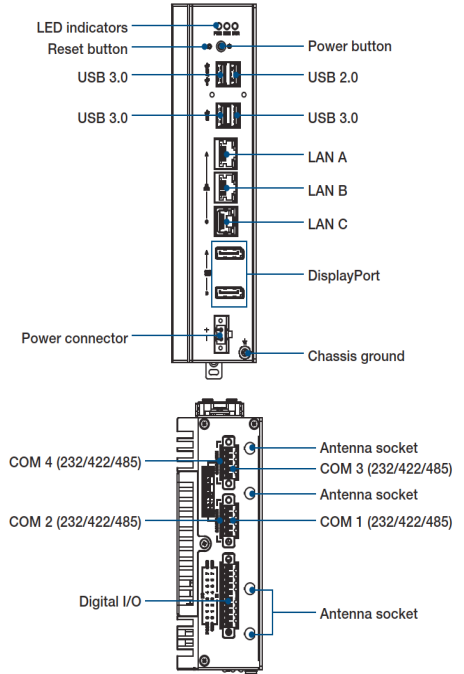 LED indicators
Reset button
Power button
USB 3.0
USB 2.0
USB 3.0
USB 3.0
LAN A
LAN B
LAN C
DisplayPort
Power connector
Chassis ground
Antenna socket
COM 4 (232/422/485)
COM 3 (232/422/485)
Antenna socket
COM 2 (232/422/485)
COM 1 (232/422/485)
Digital I/O
Antenna socket